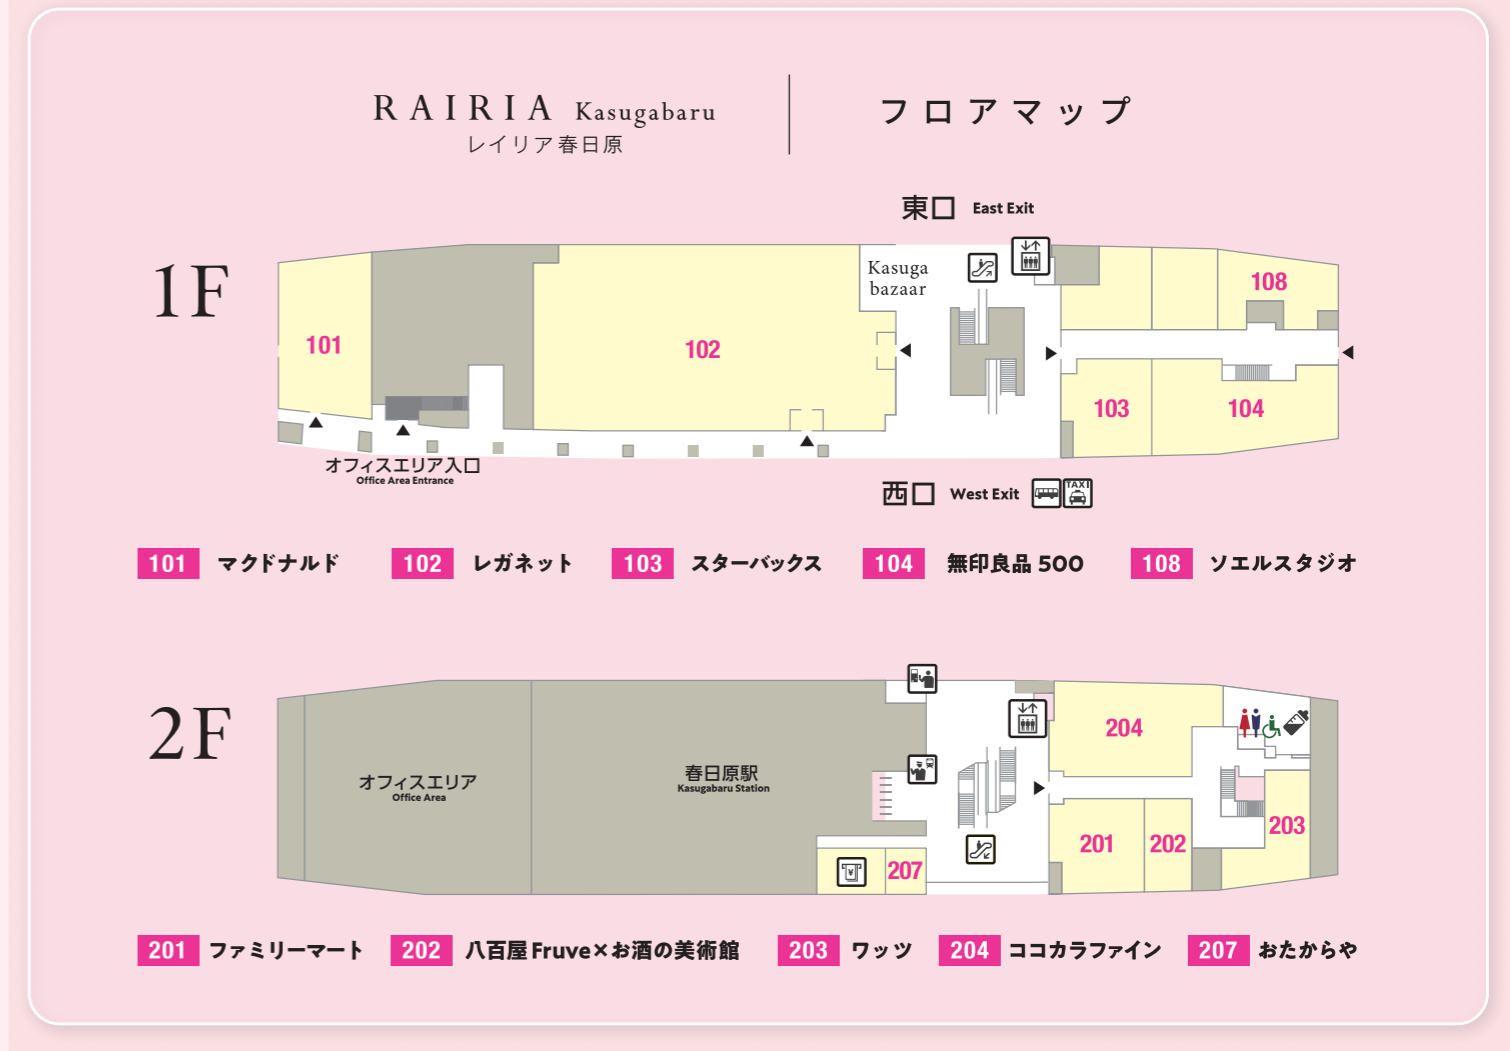 RAIRIA Kasugabaru
レイリア春日原
フロアマップ
東口 East Exit
1F
Kasuga
bazaar
101
102
108
103
104
オフィスエリア入口
Office Area Entrance
西口 West Exit
TAXI
101 マクドナルド 102 レガネット 103 スターバックス 104 無印良品 500 108 ソエルスタジオ
2F
オフィスエリア
Office Area
春日原駅
Kasugabaru Station
204
201
202
203
¥
207
201 ファミリーマート 202 八百屋Fruve×お酒の美術館 203 ワッツ 204 ココカラファイン 207 おたからや